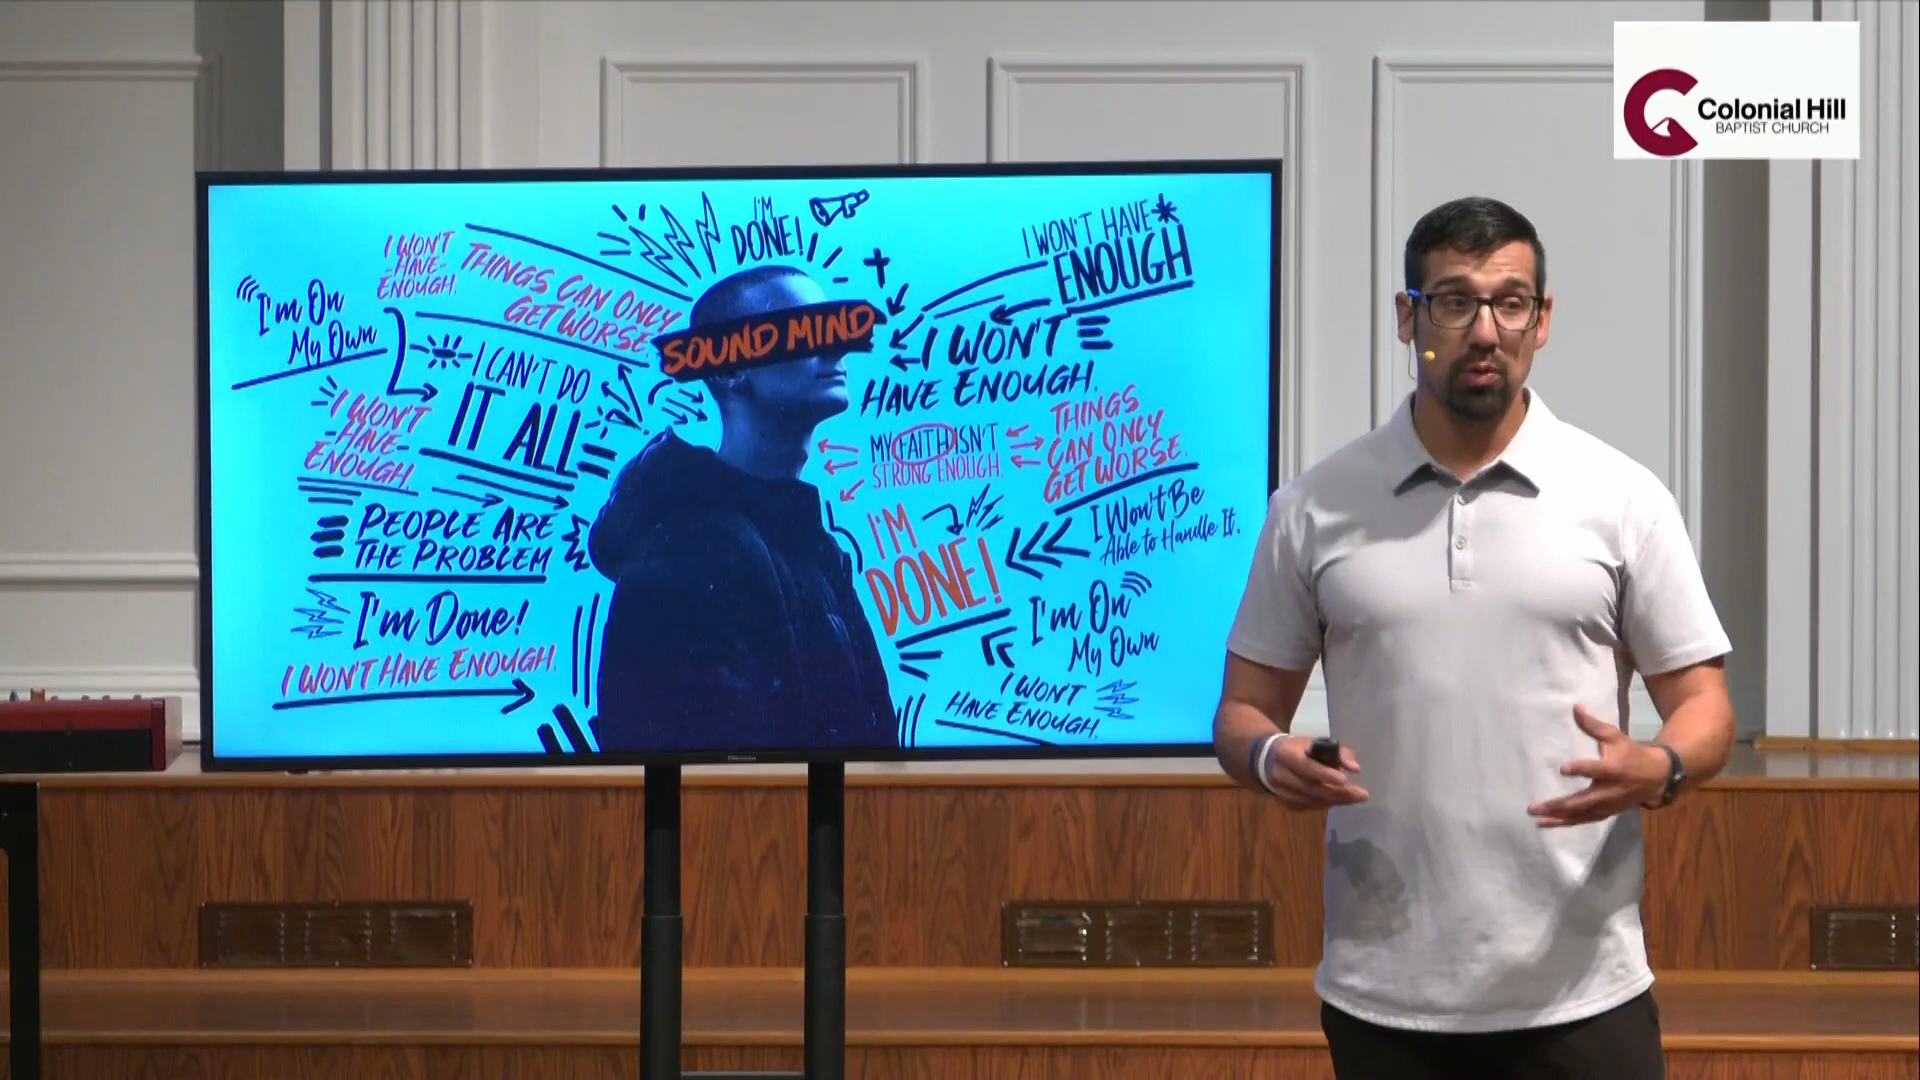 Colonial Hill
BAPTIST CHURCH
I'M
DONE!
I WON'T
-HAVE-
ENOUGH.
THINGS CAN ONLY
GET WORSE.
I'm On
My Own
I CAN'T DO
IT ALL
I WON'T
-HAVE-
ENOUGH.
PEOPLE ARE
THE PROBLEM
I'm Done!
I WON'T HAVE ENOUGH.
SOUND MIND
I WON'T HAVE
ENOUGH
I WON'T
HAVE ENOUGH.
MY FAITH ISN'T
STRONG ENOUGH.
THINGS
CAN ONLY
GET WORSE.
I'M
DONE!
I Won't Be
Able to Handle It.
I'm On
My Own
I WON'T
HAVE ENOUGH.